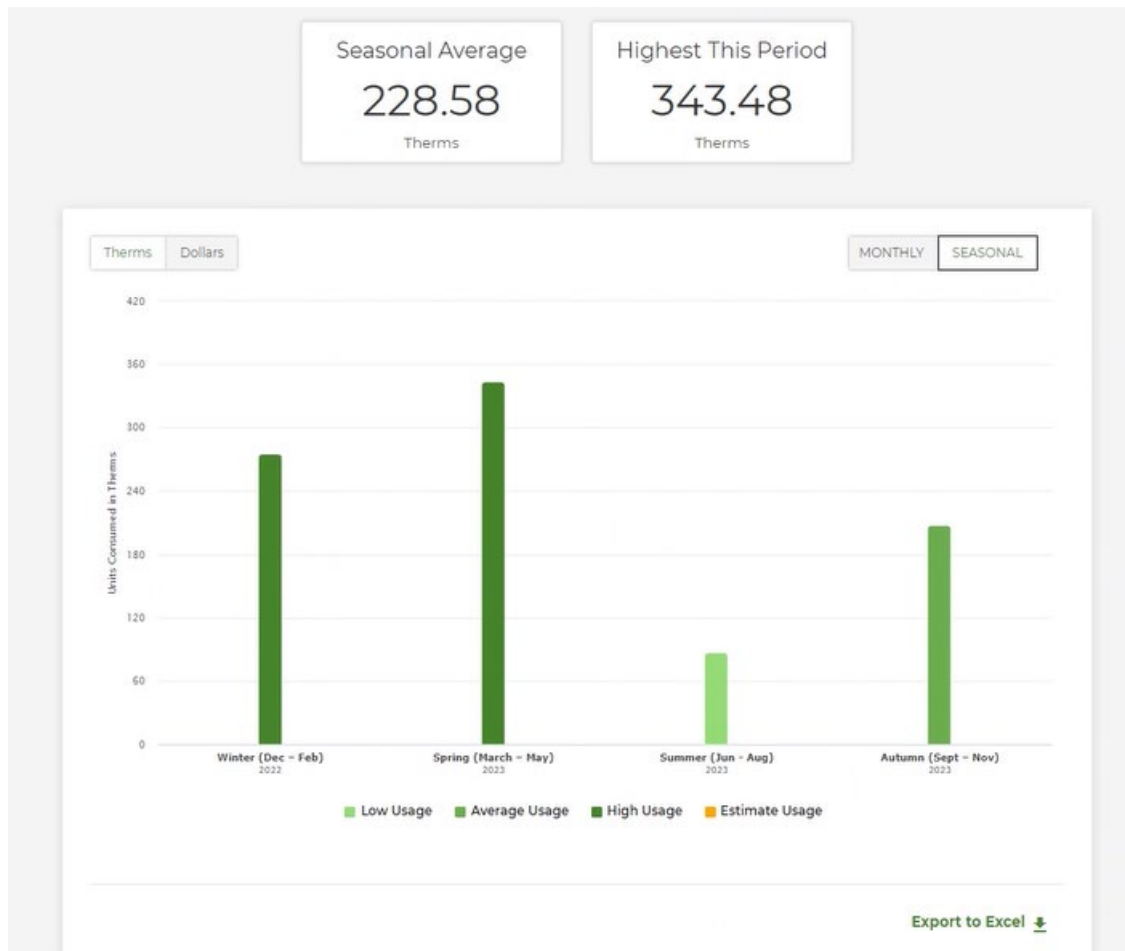 Seasonal Average
228.58
Therms
Highest This Period
343.48
Therms
Therms
Dollars
MONTHLY
SEASONAL
420
360
300
240
180
120
60
0
Units Consumed in Therms
Winter (Dec – Feb)
2022
Spring (March – May)
2023
Summer (Jun - Aug)
2023
Autumn (Sept – Nov)
2023
Low Usage
Average Usage
High Usage
Estimate Usage
Export to Excel